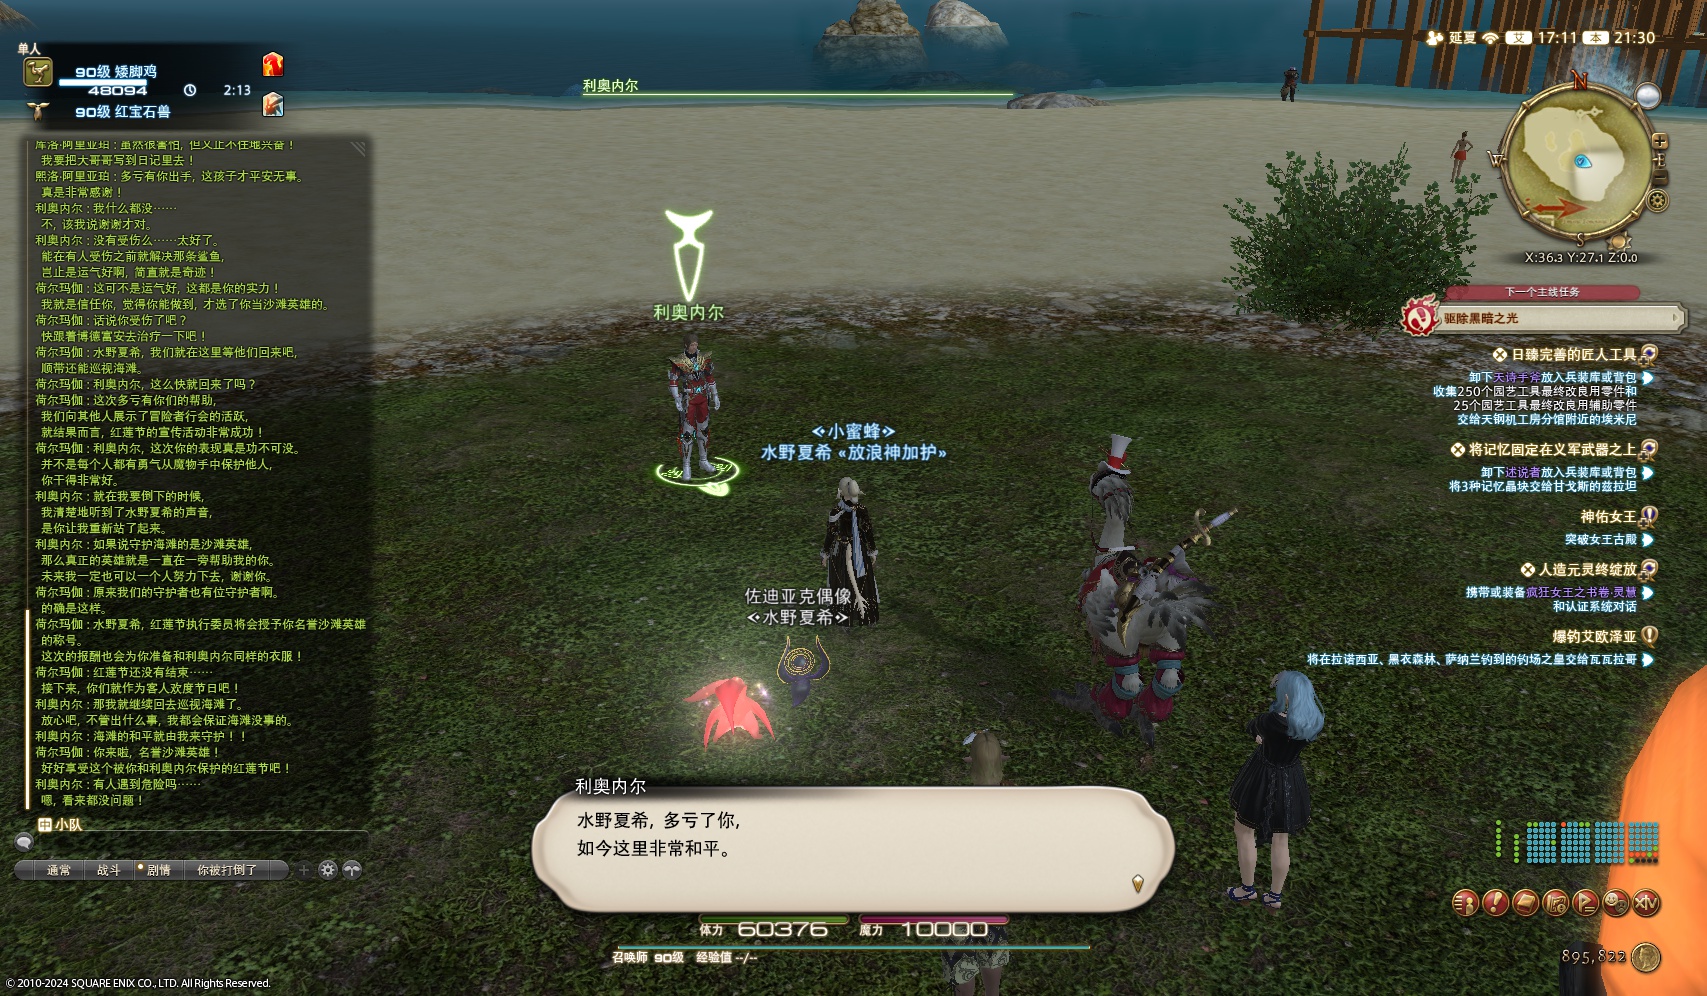 单人
90级 矮脚鸡
48094
2:13
90级 红宝石兽
库洛·阿里亚珀：虽然很害怕，但又止不住地兴奋！
我要把大哥哥写到日记里去！
熙洛·阿里亚珀：多亏有你出手，这孩子才平安无事。
真是非常感谢！
利奥内尔：我什么都没……
不，该我说谢谢才对。
利奥内尔：没有受伤么……太好了。
能在有人受伤之前就解决那条鲨鱼，
岂止是运气好啊，简直就是奇迹！
荷尔玛伽：这可不是运气好，这都是你的实力！
我就是信任你，觉得你能做到，才选了你当沙滩英雄的。
荷尔玛伽：话说你受伤了吧？
快跟着博德富安去治疗一下吧！
荷尔玛伽：水野夏希，我们就在这里等他们回来吧，
顺带还能巡视海滩。
荷尔玛伽：利奥内尔，这么快就回来了吗？
荷尔玛伽：这次多亏有你们的帮助，
我们向其他人展示了冒险者行会的活跃，
就结果而言，红莲节的宣传活动非常成功！
荷尔玛伽：利奥内尔，这次你的表现真是功不可没。
并不是每个人都有勇气从魔物手中保护他人，
你干得非常好。
利奥内尔：就在我要倒下的时候，
我清楚地听到了水野夏希的声音，
是你让我重新站了起来。
利奥内尔：如果说守护海滩的是沙滩英雄，
那么真正的英雄就是一直在一旁帮助我的你。
未来我一定也可以一个人努力下去，谢谢你。
荷尔玛伽：原来我们的守护者也有位守护者啊。
的确是这样。
荷尔玛伽：水野夏希，红莲节执行委员将会授予你名誉沙滩英雄
的称号。
这次的报酬也会为你准备和利奥内尔同样的衣服！
荷尔玛伽：红莲节还没有结束……
接下来，你们就作为客人欢度节日吧！
利奥内尔：那我就继续回去巡视海滩了。
放心吧，不管出什么事，我都会保证海滩没事的。
利奥内尔：海滩的和平就由我来守护！！
荷尔玛伽：你来啦，名誉沙滩英雄！
好好享受这个被你和利奥内尔保护的红莲节吧！
利奥内尔：有人遇到危险吗……
嗯，看来都没问题！
中 小队
通常 战斗 剧情 你被打倒了
利奥内尔
利奥内尔
«小蜜蜂»
水野夏希 «放浪神加护»
佐迪亚克偶像
«水野夏希»
利奥内尔
水野夏希，多亏了你，
如今这里非常和平。
体力 60376 魔力 10000
召唤师 90级 经验值 --/--
延夏 艾 17:11 本 21:30
N
W
E
S
X:36.3 Y:27.1 Z:0.0
下一个主线任务
驱除黑暗之光
日臻完善的匠人工具
卸下天诗手斧放入兵装库或背包
收集250个园艺工具最终改良用零件和
25个园艺工具最终改良用辅助零件
交给天钢机工房分馆附近的埃米尼
将记忆固定在义军武器之上
卸下述说者放入兵装库或背包
将3种记忆晶块交给甘戈斯的兹拉坦
神佑女王
突破女王古殿
人造元灵终绽放
携带或装备疯狂女王之书卷·灵慧
和认证系统对话
爆钓艾欧泽亚
将在拉诺西亚、黑衣森林、萨纳兰钓到的钓场之皇交给瓦瓦拉哥
XIV
895,822
© 2010-2024 SQUARE ENIX CO., LTD. All Rights Reserved.